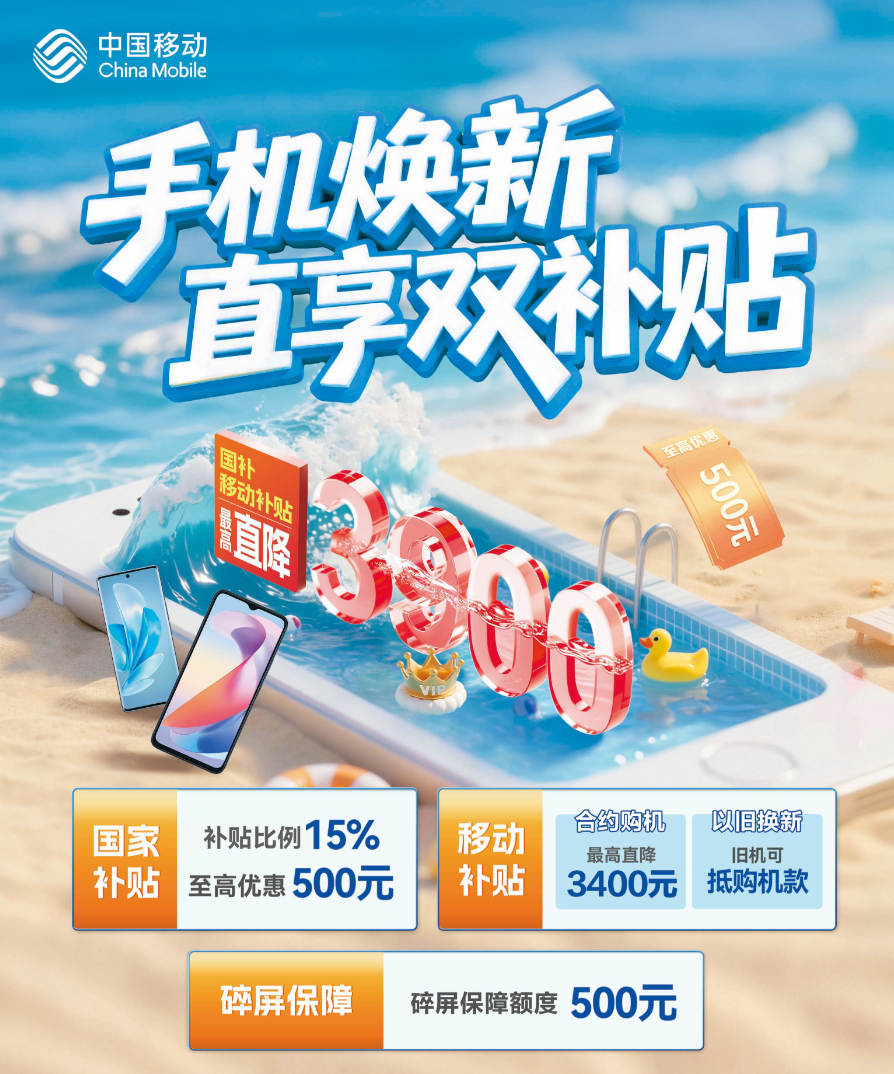 中国移动
China Mobile
手机焕新
直享双补贴
国补
移动补贴
最高
直降
3900
至高优惠
500元
VIP
国家
补贴
补贴比例15%
至高优惠500元
移动
补贴
合约购机
最高直降
3400元
以旧换新
旧机可
抵购机款
碎屏保障
碎屏保障额度 500元